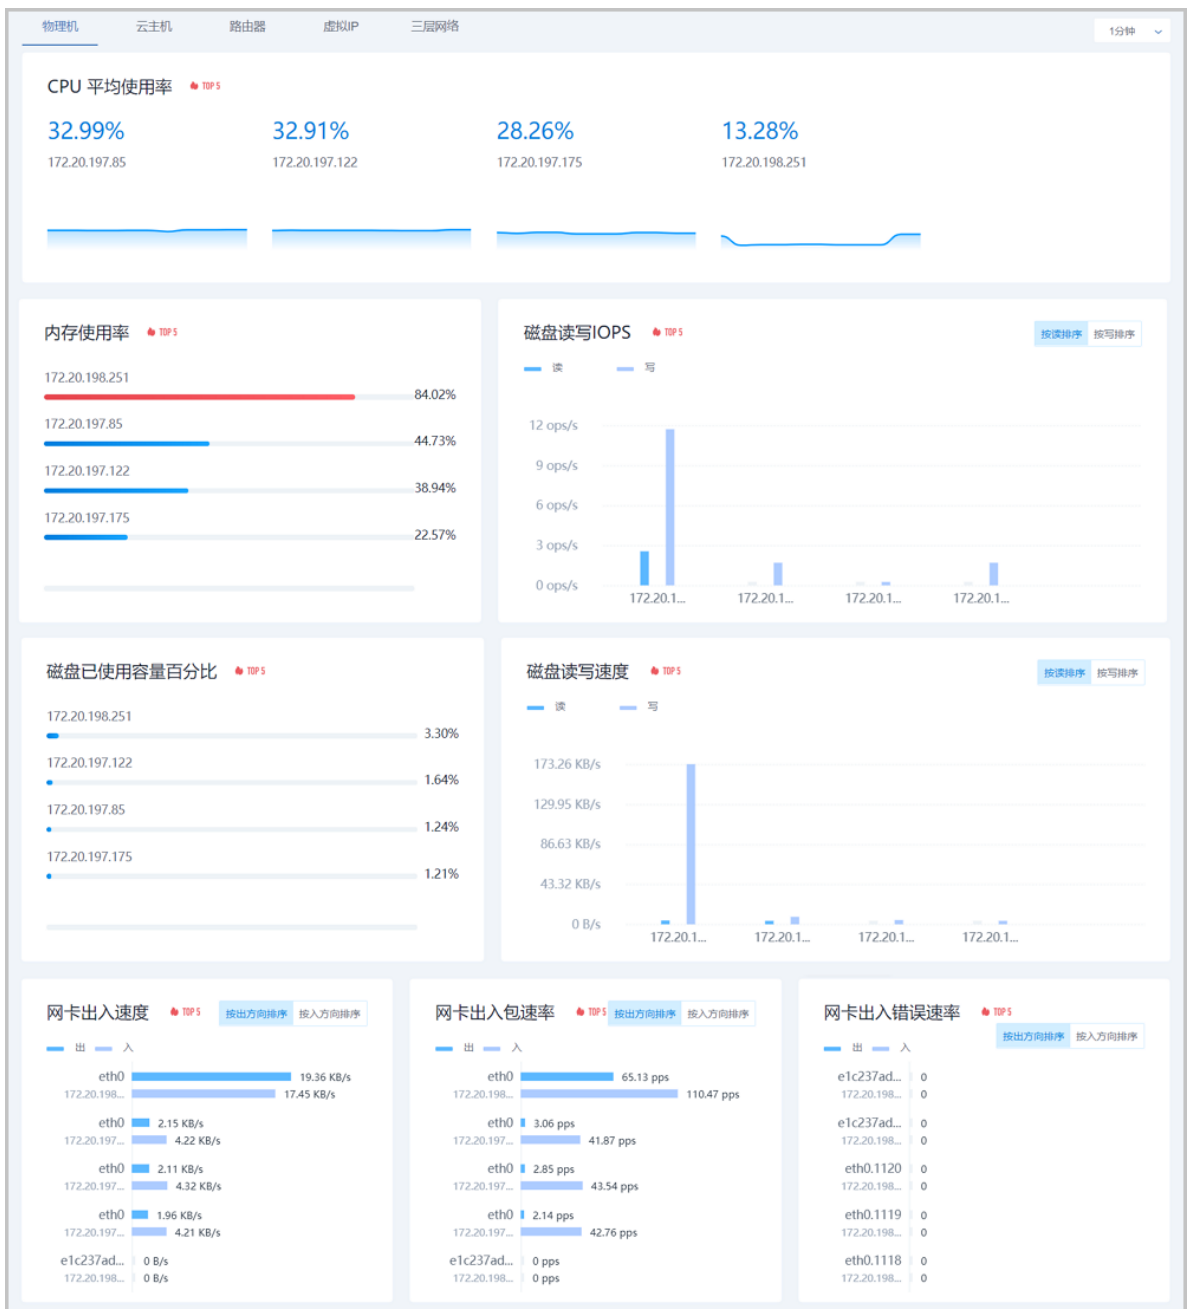 物理机 云主机 路由器 虚拟IP 三层网络 1分钟
CPU 平均使用率 TOP 5
32.99% 32.91% 28.26% 13.28%
172.20.197.85 172.20.197.122 172.20.197.175 172.20.198.251
内存使用率 TOP 5
172.20.198.251
84.02%
172.20.197.85
44.73%
172.20.197.122
38.94%
172.20.197.175
22.57%
磁盘读写IOPS TOP 5 按读排序 按写排序
读 写
12 ops/s
9 ops/s
6 ops/s
3 ops/s
0 ops/s
172.20.1... 172.20.1... 172.20.1... 172.20.1...
磁盘已使用容量百分比 TOP 5
172.20.198.251
3.30%
172.20.197.122
1.64%
172.20.197.85
1.24%
172.20.197.175
1.21%
磁盘读写速度 TOP 5 按读排序 按写排序
读 写
173.26 KB/s
129.95 KB/s
86.63 KB/s
43.32 KB/s
0 B/s
172.20.1... 172.20.1... 172.20.1... 172.20.1...
网卡出入速度 TOP 5 按出方向排序 按入方向排序
出 入
eth0 19.36 KB/s
172.20.198... 17.45 KB/s
eth0 2.15 KB/s
172.20.197... 4.22 KB/s
eth0 2.11 KB/s
172.20.197... 4.32 KB/s
eth0 1.96 KB/s
172.20.197... 4.21 KB/s
e1c237ad... 0 B/s
172.20.198... 0 B/s
网卡出入包速率 TOP 5 按出方向排序 按入方向排序
出 入
eth0 65.13 pps
172.20.198... 110.47 pps
eth0 3.06 pps
172.20.197... 41.87 pps
eth0 2.85 pps
172.20.197... 43.54 pps
eth0 2.14 pps
172.20.197... 42.76 pps
e1c237ad... 0 pps
172.20.198... 0 pps
网卡出入错误速率 TOP 5
按出方向排序 按入方向排序
出 入
e1c237ad... 0
172.20.198... 0
e1c237ad... 0
172.20.198... 0
eth0.1120 0
172.20.198... 0
eth0.1119 0
172.20.198... 0
eth0.1118 0
172.20.198... 0